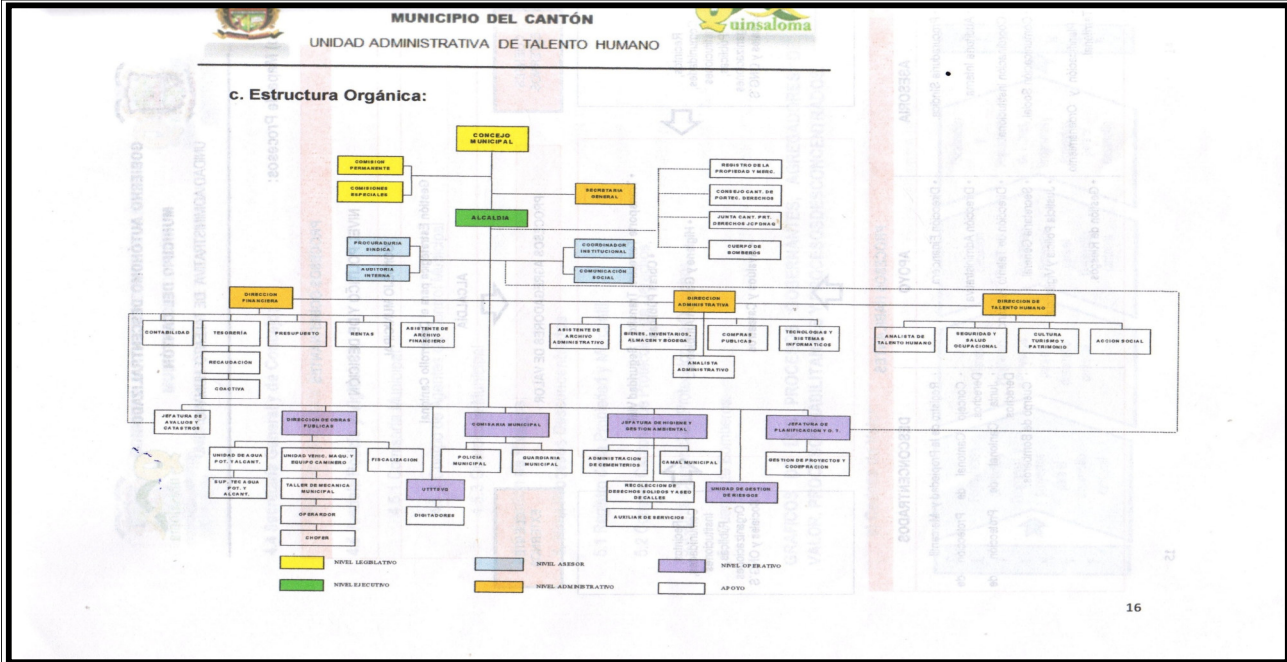 MUNICIPIO DEL CANTÓN
Quinsaloma
UNIDAD ADMINISTRATIVA DE TALENTO HUMANO
c. Estructura Orgánica:
CONCEJO
MUNICIPAL
COMISION
PERMANENTE
COMISIONES
ESPECIALES
SECRETARIA
GENERAL
REGISTRO DE LA
PROPIEDAD Y MERC.
CONSEJO CANT. DE
PORTEC. DERECHOS
JUNTA CANT. PRT.
DERECHOS JCPDNAG
CUERPO DE
BOMBEROS
ALCALDIA
PROCURADURIA
SINDICA
AUDITORIA
INTERNA
COORDINADOR
INSTITUCIONAL
COMUNICACIÓN
SOCIAL
DIRECCION
FINANCIERA
DIRECCION
ADMINISTRATIVA
DIRECCION DE
TALENTO HUMANO
CONTABILIDAD
TESORERÍA
PRESUPUESTO
RENTAS
ASISTENTE DE
ARCHIVO
FINANCIERO
ASISTENTE DE
ARCHIVO
ADMINISTRATIVO
BIENES, INVENTARIOS,
ALMACEN Y BODEGA
COMPRAS
PUBLICAS
TECNOLOGIAS Y
SISTEMAS
INFORMÁTICOS
ANALISTA DE
TALENTO HUMANO
SEGURIDAD Y
SALUD
OCUPACIONAL
CULTURA
TURISMO Y
PATRIMONIO
ACCION SOCIAL
RECAUDACIÓN
COACTIVA
ANALISTA
ADMINISTRATIVO
JEFATURA DE
AVALUOS Y
CATASTROS
DIRECCION DE OBRAS
PUBLICAS
COMISARIA MUNICIPAL
JEFATURA DE HIGIENE Y
GESTION AMBIENTAL
JEFATURA DE
PLANIFICACION Y O. T.
UNIDAD DE AGUA
POT. Y ALCANT.
UNIDAD VEHIC. MAQU. Y
EQUIPO CAMINERO
FISCALIZACION
POLICIA
MUNICIPAL
GUARDIANIA
MUNICIPAL
ADMINISTRACION
DE CEMENTERIOS
CAMAL MUNICIPAL
GESTION DE PROYECTOS Y
COOEPRACION
SUP. TEC AGUA
POT. Y
ALCANT.
TALLER DE MECANICA
MUNICIPAL
OPERARDOR
CHOFER
UTTTSVE
DIGITADORES
RECOLECCION DE
DESECHOS SOLIDOS Y ASEO
DE CALLES
AUXILIAR DE SERVICIOS
UNIDAD DE GESTION
DE RIESGOS
NIVEL LEGISLATIVO
NIVEL ASESOR
NIVEL OPERATIVO
NIVEL EJECUTIVO
NIVEL ADMINISTRATIVO
APOYO
16